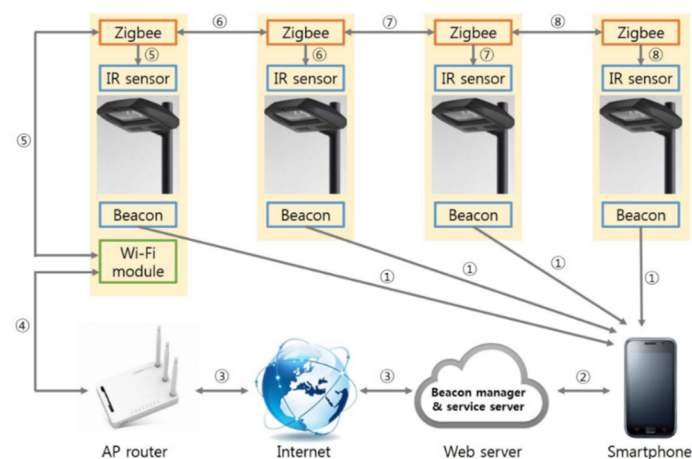 Zigbee ⑥ Zigbee ⑦ Zigbee ⑧ Zigbee
⑤ ⑥ ⑦ ⑧
IR sensor IR sensor IR sensor IR sensor
⑤
Beacon Beacon Beacon Beacon
Wi-Fi
module
① ① ① ①
④
③ ③ ②
Beacon manager
& service server
AP router Internet Web server Smartphone